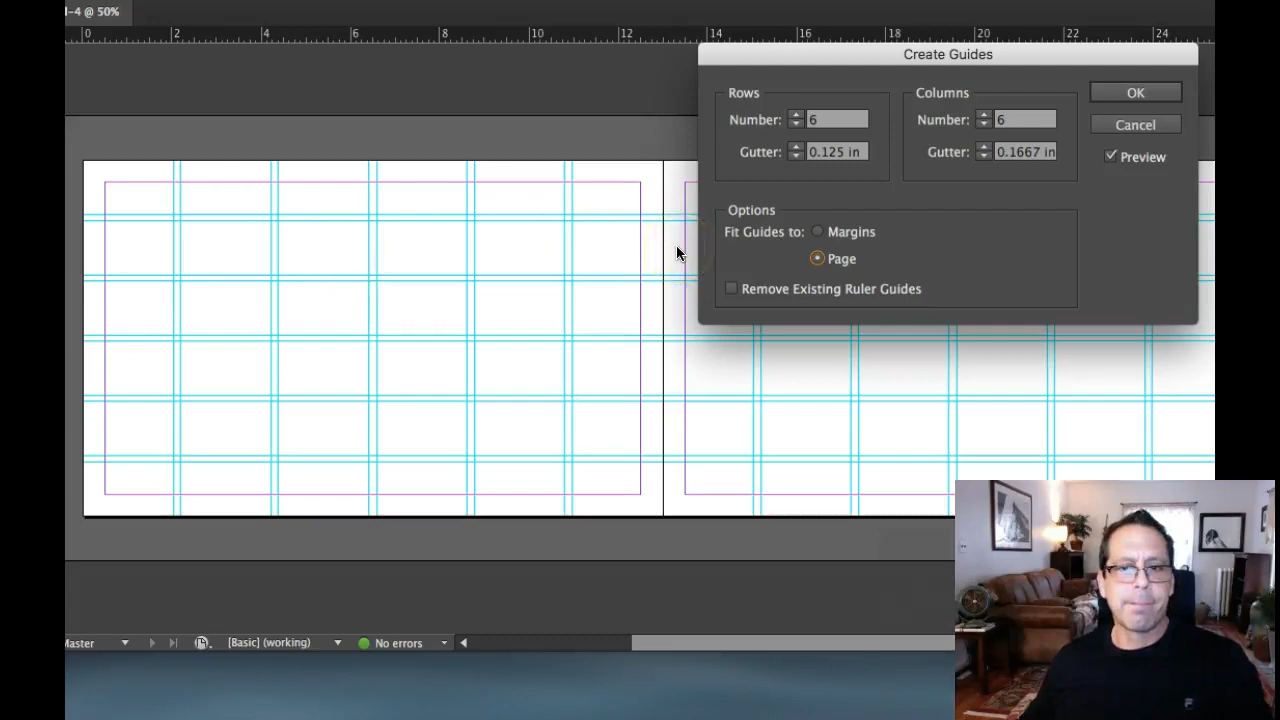 I-4 @ 50%
0 2 4 6 8 10 12 14 16 18 20 22 24
Create Guides
Rows
Number: 6
Gutter: 0.125 in
Columns
Number: 6
Gutter: 0.1667 in
OK
Cancel
Preview
Options
Fit Guides to: Margins
Page
Remove Existing Ruler Guides
Master
[Basic] (working)
No errors